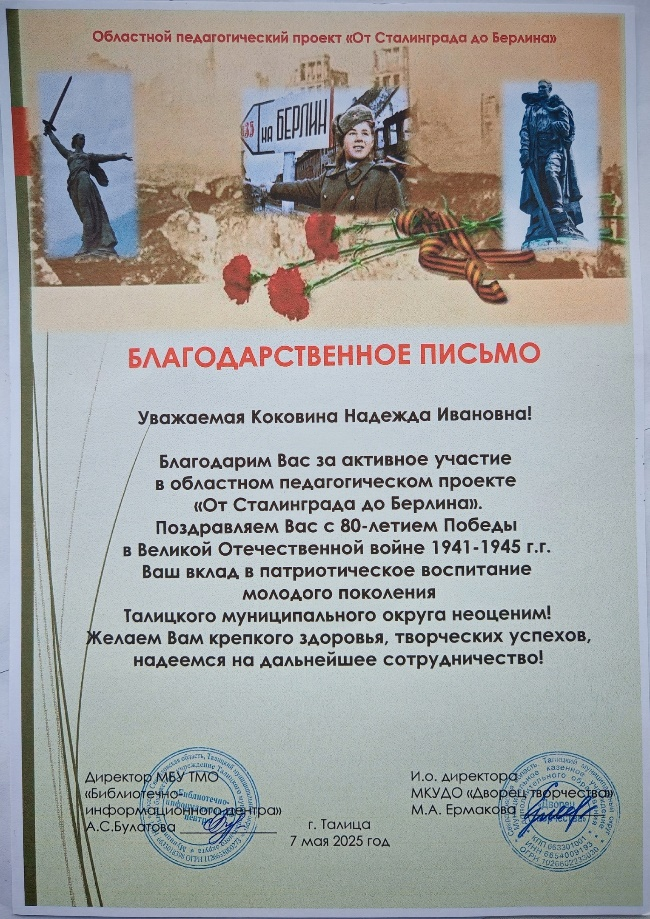 Областной педагогический проект «От Сталинграда до Берлина»
НА БЕРЛИН
БЛАГОДАРСТВЕННОЕ ПИСЬМО
Уважаемая Коковина Надежда Ивановна!
Благодарим Вас за активное участие
в областном педагогическом проекте
«От Сталинграда до Берлина».
Поздравляем Вас с 80-летием Победы
в Великой Отечественной войне 1941-1945 г.г.
Ваш вклад в патриотическое воспитание
молодого поколения
Талицкого муниципального округа неоценим!
Желаем Вам крепкого здоровья, творческих успехов,
надеемся на дальнейшее сотрудничество!
Директор МБУ ТМО
«Библиотечно-
информационного центра»
А.С.Булатова
И.о. директора
МКУДО «Дворец творчества»
М.А. Ермакова
г. Талица
7 мая 2025 год